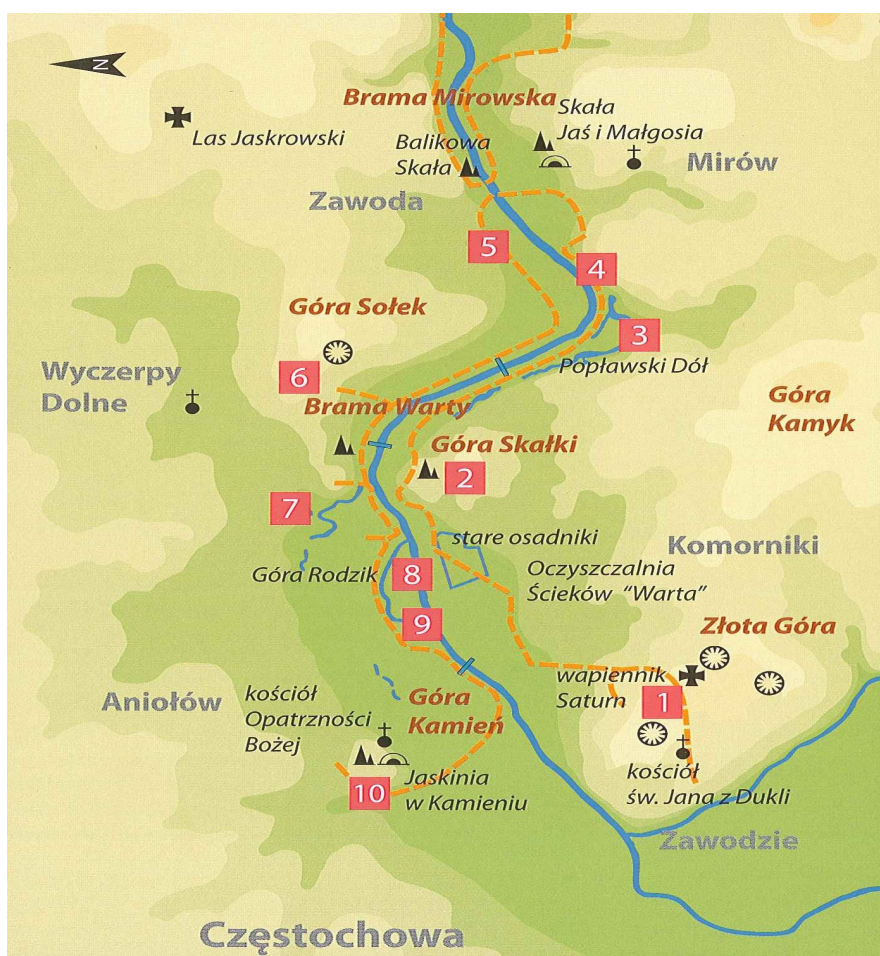 N
Brama Mirowska
Las Jaskrowski
Skała
Jaś i Małgosia
Balikowa
Skała
Mirów
Zawoda
5
4
Góra Sołek
3
Popławski Dół
Wyczerpy
Dolne
6
Góra
Kamyk
Brama Warty
Góra Skałki
2
7
stare osadniki
Komorniki
Góra Rodzik
8
Oczyszczalnia
Ścieków "Warta"
9
Złota Góra
wapiennik
Saturn
1
Aniołów
kościół
Opatrzności
Bożej
Góra
Kamień
10
Jaskinia
w Kamieniu
kościół
św. Jana z Dukli
Zawodzie
Częstochowa